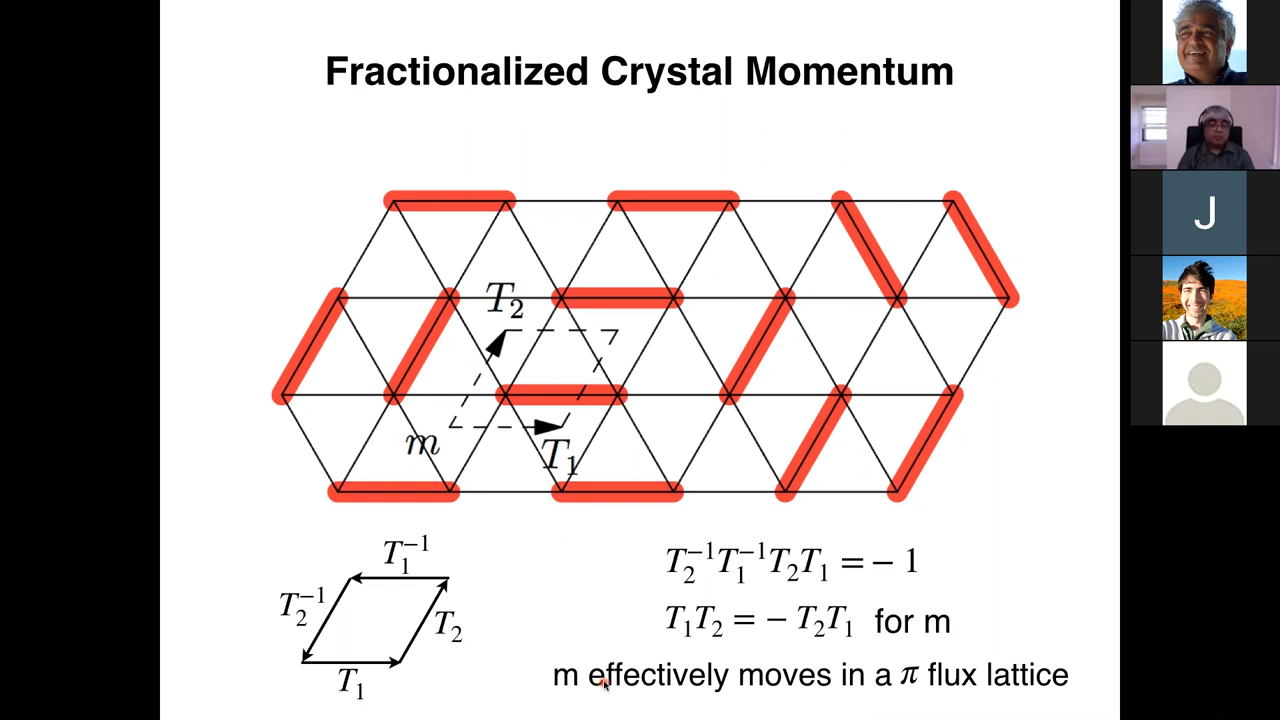 Fractionalized Crystal Momentum
T₂
m
T₁
T₁⁻¹
T₂⁻¹
T₂
T₁
T₂⁻¹T₁⁻¹T₂T₁ = − 1
T₁T₂ = − T₂T₁ for m
m effectively moves in a π flux lattice
J